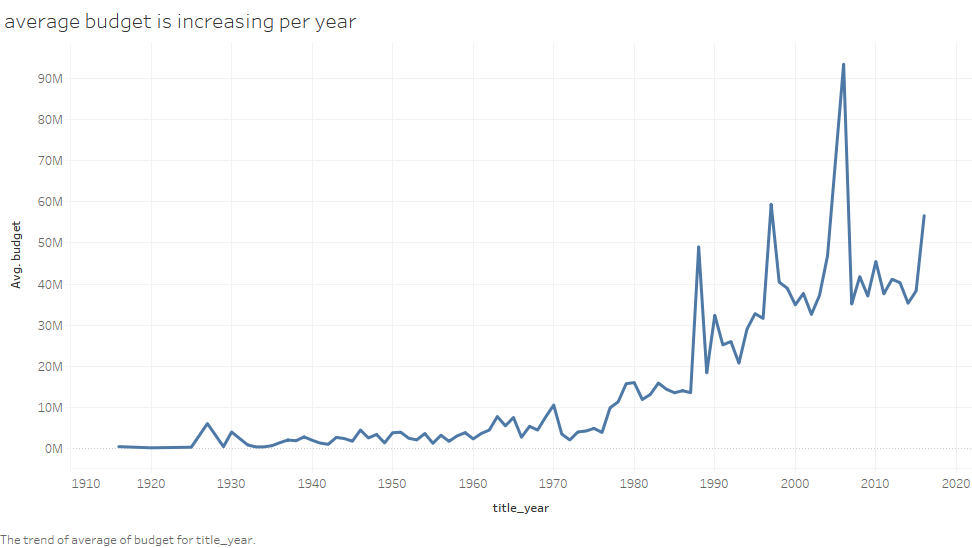 average budget is increasing per year
90M
80M
70M
60M
50M
40M
30M
20M
10M
0M
Avg. budget
1910 1920 1930 1940 1950 1960 1970 1980 1990 2000 2010 2020
title_year
The trend of average of budget for title_year.